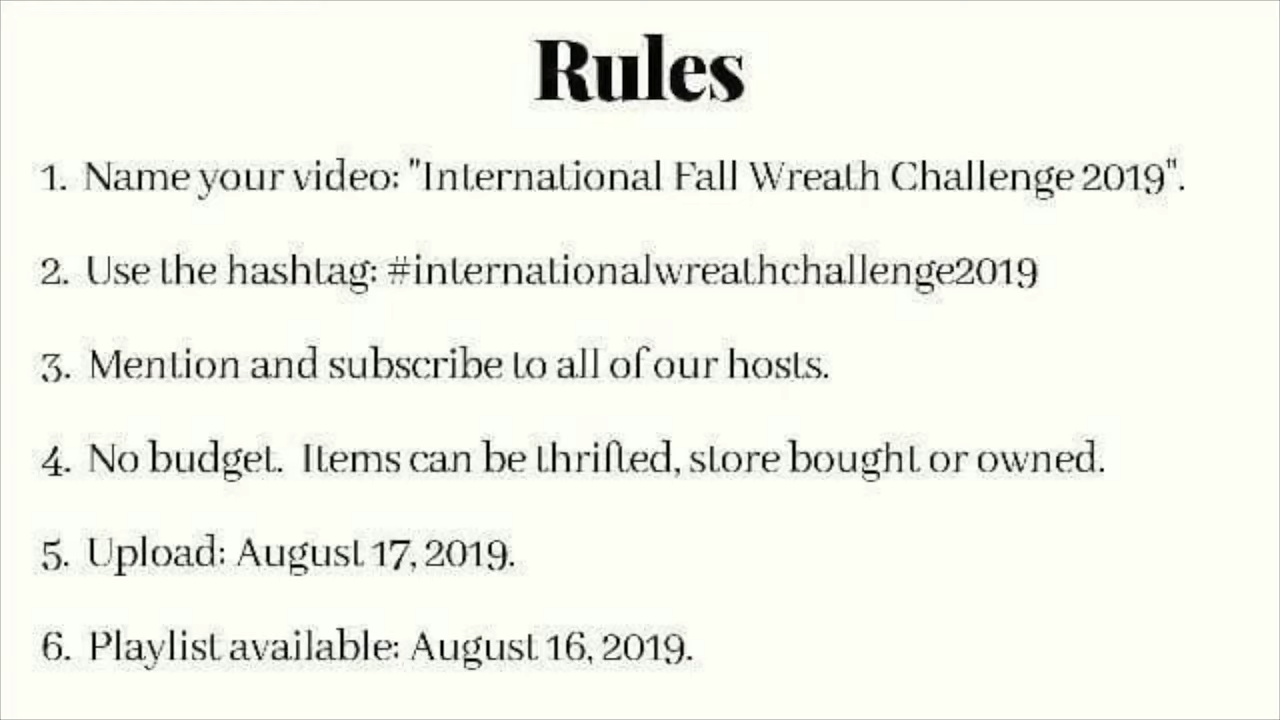 Rules
1. Name your video: "International Fall Wreath Challenge 2019".
2. Use the hashtag: #internationalwreathchallenge2019
3. Mention and subscribe to all of our hosts.
4. No budget.  Items can be thrifted, store bought or owned.
5. Upload: August 17, 2019.
6. Playlist available: August 16, 2019.